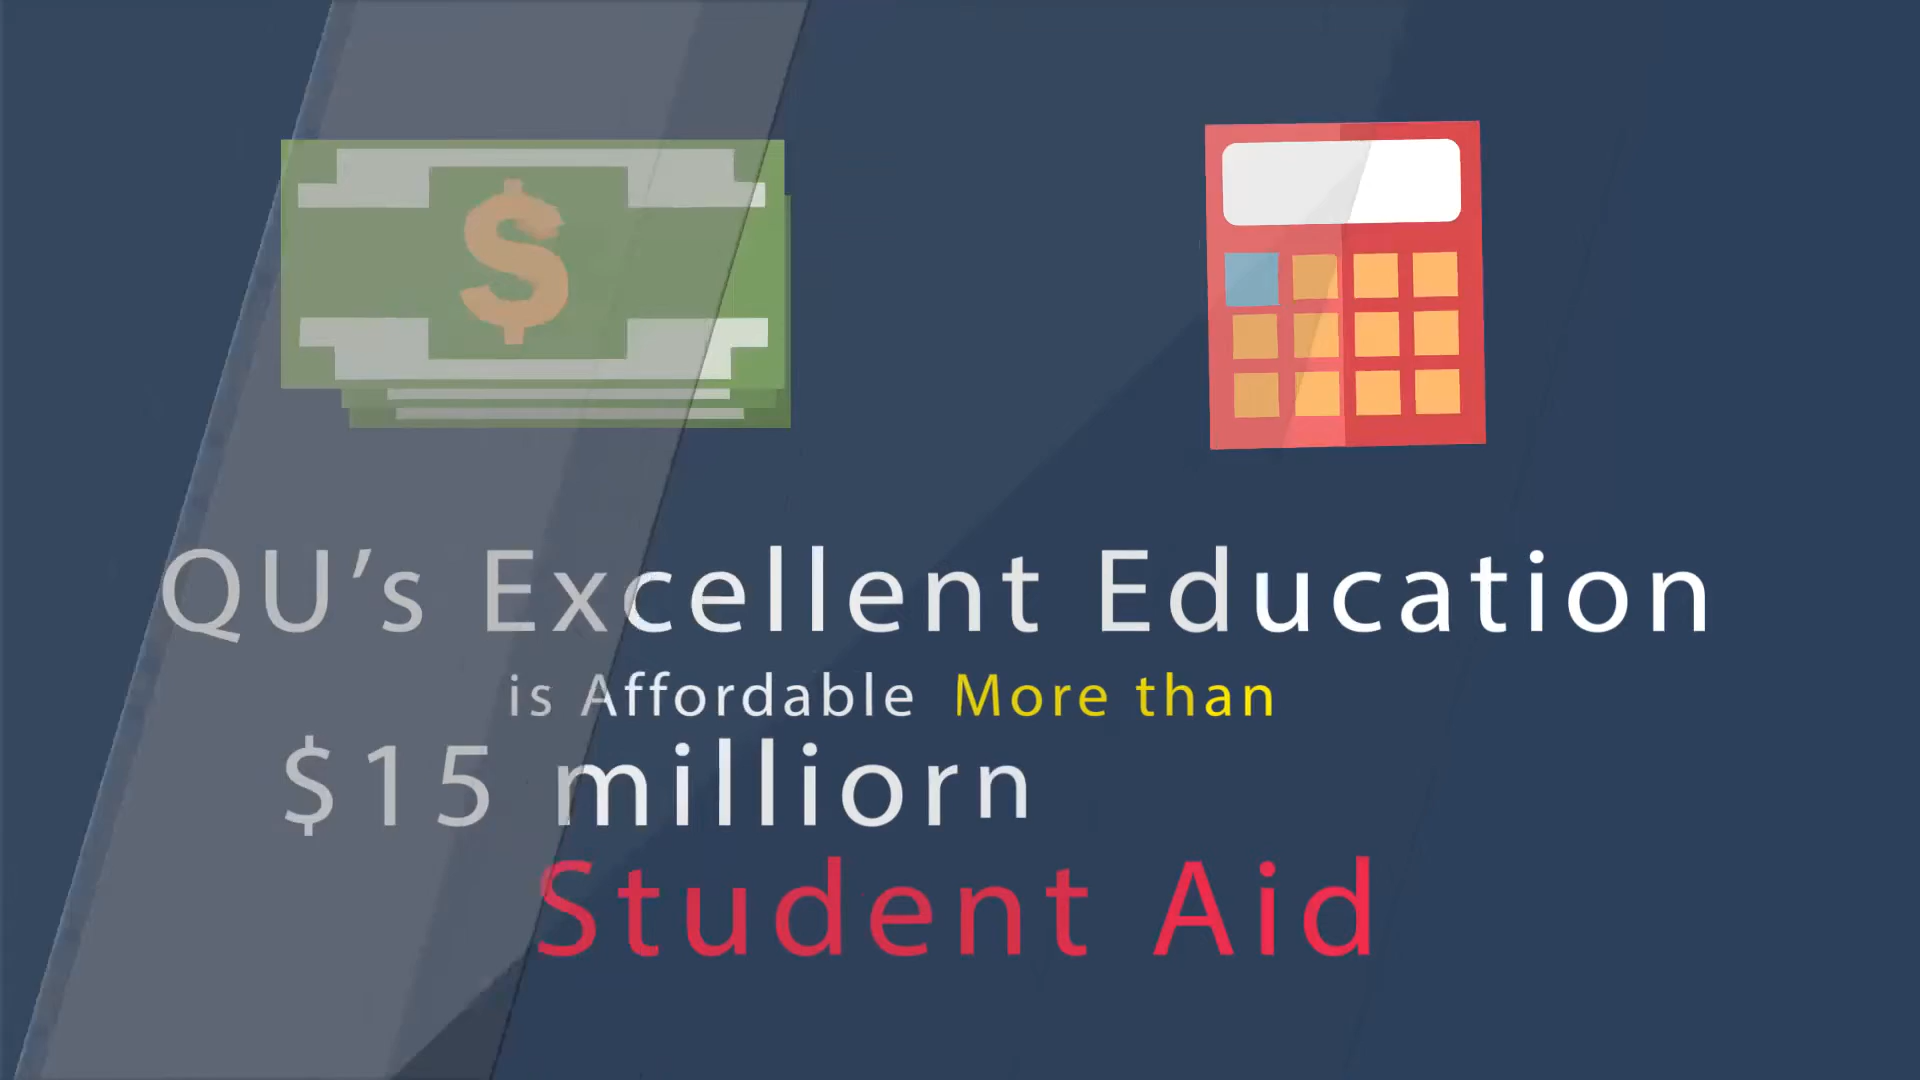 $
QU’s Excellent Education
is Affordable More than
$15 milliorn
Student Aid